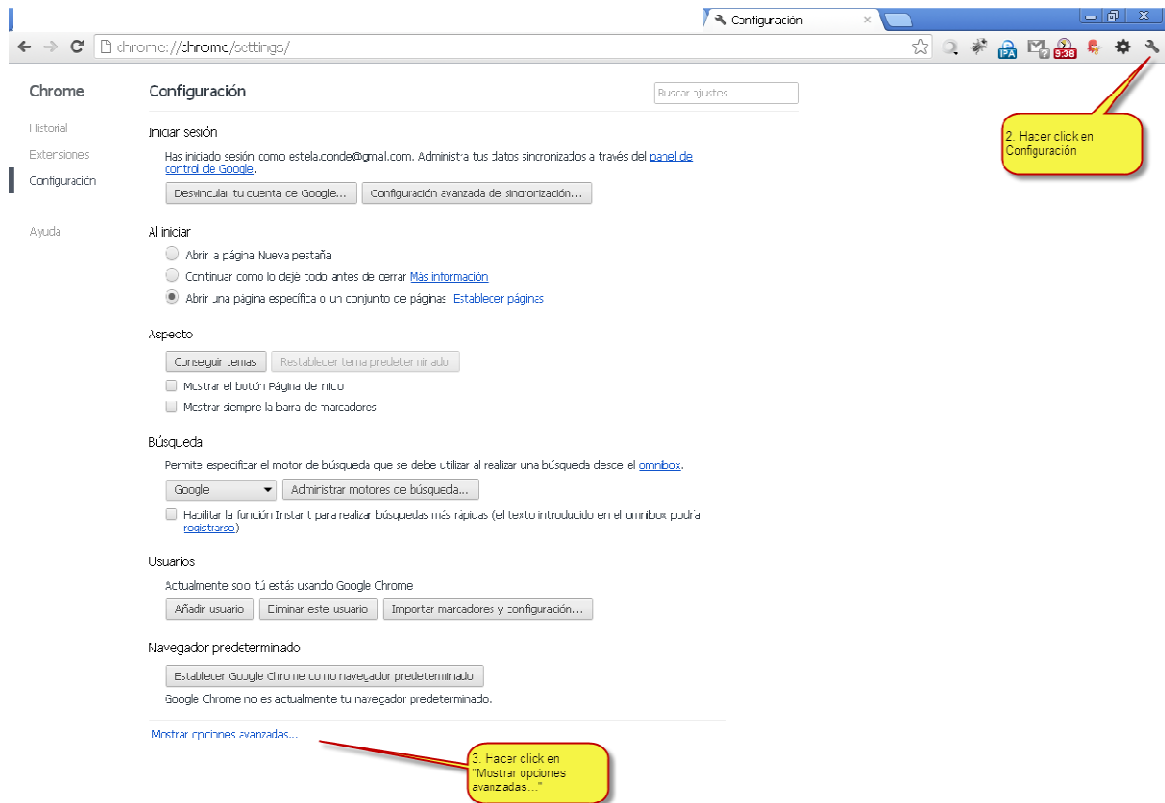 Configuración
chrome://chrome/settings/
IPA
9:38
Chrome
Configuración
Buscar ajustes
2. Hacer click en
Configuración
Historial
Extensiones
Configuración
Ayuda
Iniciar sesión
Has iniciado sesión como estela.conde@gmail.com. Administra tus datos sincronizados a través del panel de
control de Google.
Desvincular tu cuenta de Google...
Configuración avanzada de sincronización...
Al iniciar
Abrir la página Nueva pestaña
Continuar como lo dejé todo antes de cerrar Más información
Abrir una página específica o un conjunto de páginas. Establecer páginas
Aspecto
Conseguir temas
Restablecer tema predeterminado
Mostrar el botón Página de inicio
Mostrar siempre la barra de marcadores
Búsqueda
Permite especificar el motor de búsqueda que se debe utilizar al realizar una búsqueda desde el omnibox.
Google
Administrar motores de búsqueda...
Habilitar la función Instant para realizar búsquedas más rápidas (el texto introducido en el omnibox podría
registrarse)
Usuarios
Actualmente solo tú estás usando Google Chrome
Añadir usuario
Eliminar este usuario
Importar marcadores y configuración...
Navegador predeterminado
Establecer Google Chrome como navegador predeterminado
Google Chrome no es actualmente tu navegador predeterminado.
Mostrar opciones avanzadas...
3. Hacer click en
"Mostrar opciones
avanzadas..."